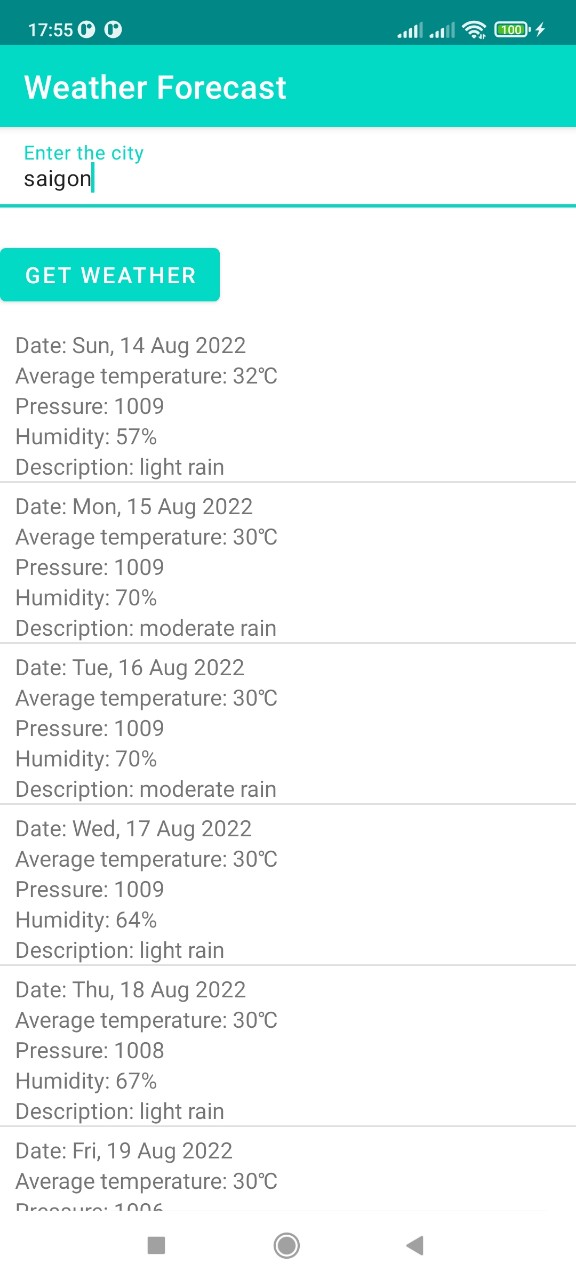 17:55
100
Weather Forecast
Enter the city
saigon
GET WEATHER
Date: Sun, 14 Aug 2022
Average temperature: 32℃
Pressure: 1009
Humidity: 57%
Description: light rain
Date: Mon, 15 Aug 2022
Average temperature: 30℃
Pressure: 1009
Humidity: 70%
Description: moderate rain
Date: Tue, 16 Aug 2022
Average temperature: 30℃
Pressure: 1009
Humidity: 70%
Description: moderate rain
Date: Wed, 17 Aug 2022
Average temperature: 30℃
Pressure: 1009
Humidity: 64%
Description: light rain
Date: Thu, 18 Aug 2022
Average temperature: 30℃
Pressure: 1008
Humidity: 67%
Description: light rain
Date: Fri, 19 Aug 2022
Average temperature: 30℃
Pressure: 1006